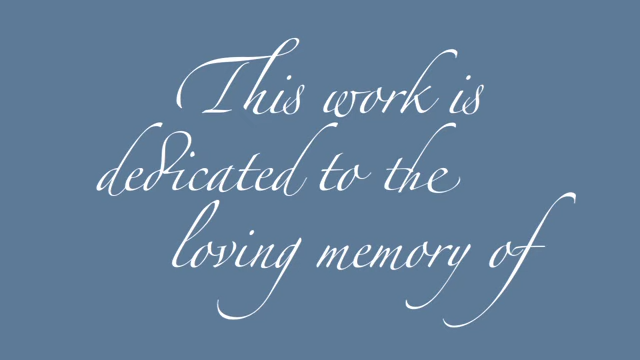 This work is
dedicated to the
loving memory of